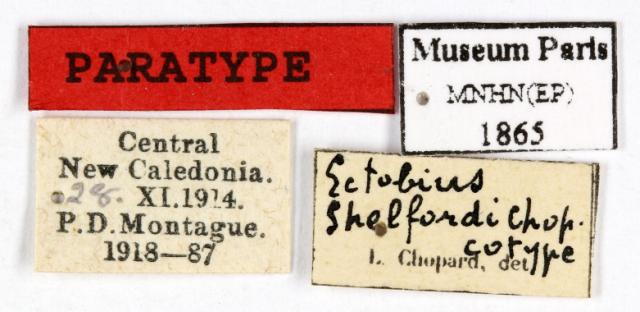 PARATYPE
Museum Paris
MNHN(EP)
1865
Central
New Caledonia.
28. XI.1914.
P.D.Montague.
1918—87
Ectobius
Shelfordi Chop.
cotype
L. Chopard, det.